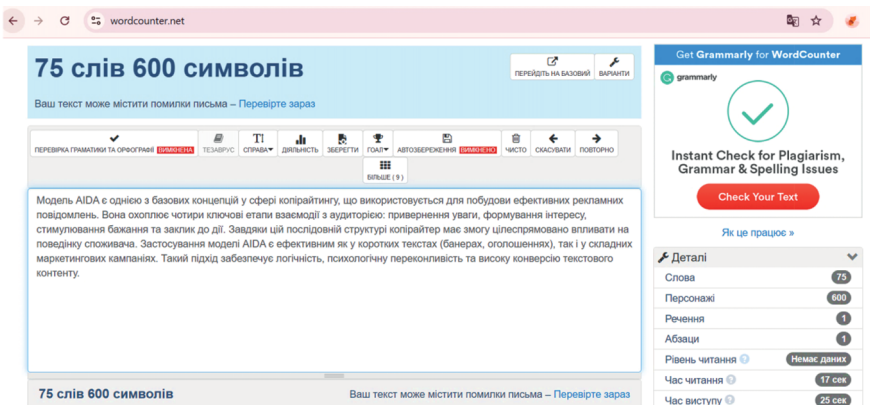 wordcounter.net
75 слів 600 символів
ПЕРЕЙДІТЬ НА БАЗОВИЙ
ВАРІАНТИ
Ваш текст може містити помилки письма – Перевірте зараз
ПЕРЕВІРКА ГРАМАТИКИ ТА ОРФОГРАФІЇ ВИМКНЕНА
ТЕЗАУРУС
СПРАВА
ДІЯЛЬНІСТЬ
ЗБЕРЕГТИ
ГОАЛ
АВТОЗБЕРЕЖЕННЯ ВИМКНЕНО
ЧИСТО
СКАСУВАТИ
ПОВТОРНО
БІЛЬШЕ ( 9 )
Модель AIDA є однією з базових концепцій у сфері копірайтингу, що використовується для побудови ефективних рекламних
повідомлень. Вона охоплює чотири ключові етапи взаємодії з аудиторією: привернення уваги, формування інтересу,
стимулювання бажання та заклик до дії. Завдяки цій послідовній структурі копірайтер має змогу цілеспрямовано впливати на
поведінку споживача. Застосування моделі AIDA є ефективним як у коротких текстах (банерах, оголошеннях), так і у складних
маркетингових кампаніях. Такий підхід забезпечує логічність, психологічну переконливість та високу конверсію текстового
контенту.
75 слів 600 символів
Ваш текст може містити помилки письма – Перевірте зараз
Get Grammarly for WordCounter
grammarly
Instant Check for Plagiarism,
Grammar & Spelling Issues
Check Your Text
Як це працює »
Деталі
Слова 75
Персонажі 600
Речення 1
Абзаци 1
Рівень читання ? Немає даних
Час читання ? 17 сек
Час виступу ? 25 сек